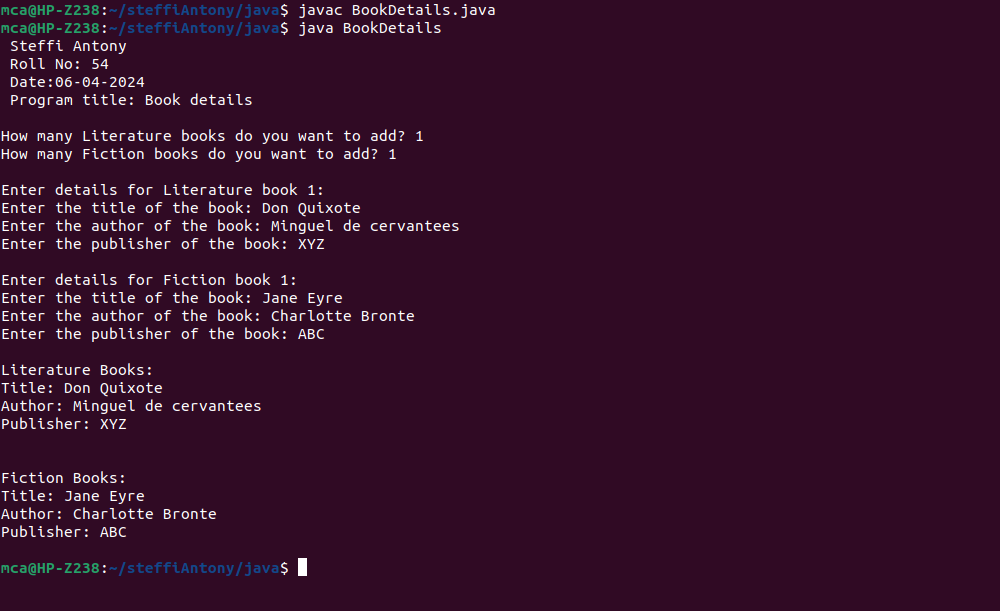 mca@HP-Z238:~/steffiAntony/java$ javac BookDetails.java
mca@HP-Z238:~/steffiAntony/java$ java BookDetails
Steffi Antony
Roll No: 54
Date:06-04-2024
Program title: Book details
How many Literature books do you want to add? 1
How many Fiction books do you want to add? 1
Enter details for Literature book 1:
Enter the title of the book: Don Quixote
Enter the author of the book: Minguel de cervantees
Enter the publisher of the book: XYZ
Enter details for Fiction book 1:
Enter the title of the book: Jane Eyre
Enter the author of the book: Charlotte Bronte
Enter the publisher of the book: ABC
Literature Books:
Title: Don Quixote
Author: Minguel de cervantees
Publisher: XYZ
Fiction Books:
Title: Jane Eyre
Author: Charlotte Bronte
Publisher: ABC
mca@HP-Z238:~/steffiAntony/java$